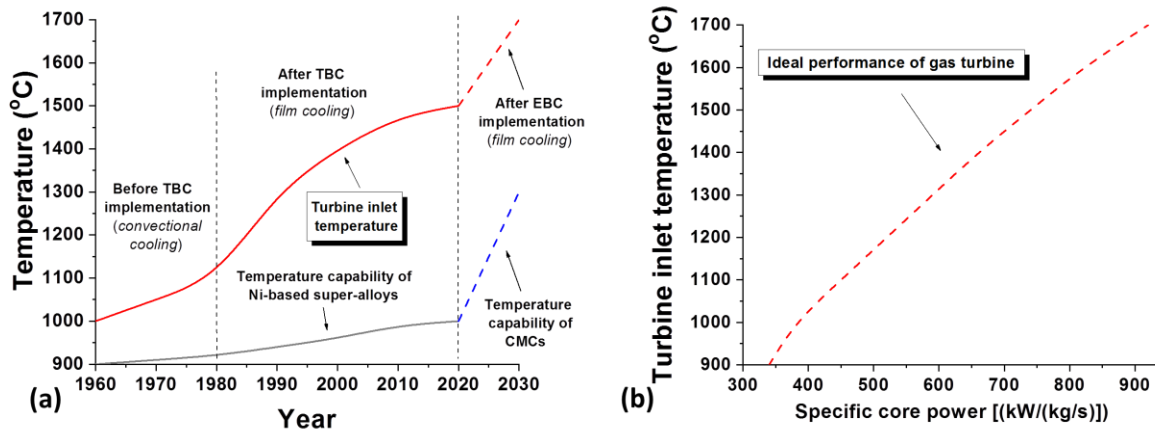 Temperature (°C)
1700
1600
1500
1400
1300
1200
1100
1000
900
1960
1970
1980
1990
2000
2010
2020
2030
Year
Before TBC
implementation
(convectional
cooling)
After TBC
implementation
(film cooling)
Turbine inlet
temperature
Temperature capability of
Ni-based super-alloys
After EBC
implementation
(film cooling)
Temperature
capability of
CMCs
(a)
Turbine inlet temperature (°C)
1700
1600
1500
1400
1300
1200
1100
1000
900
300
400
500
600
700
800
900
Specific core power [(kW/(kg/s)])
Ideal performance of gas turbine
(b)